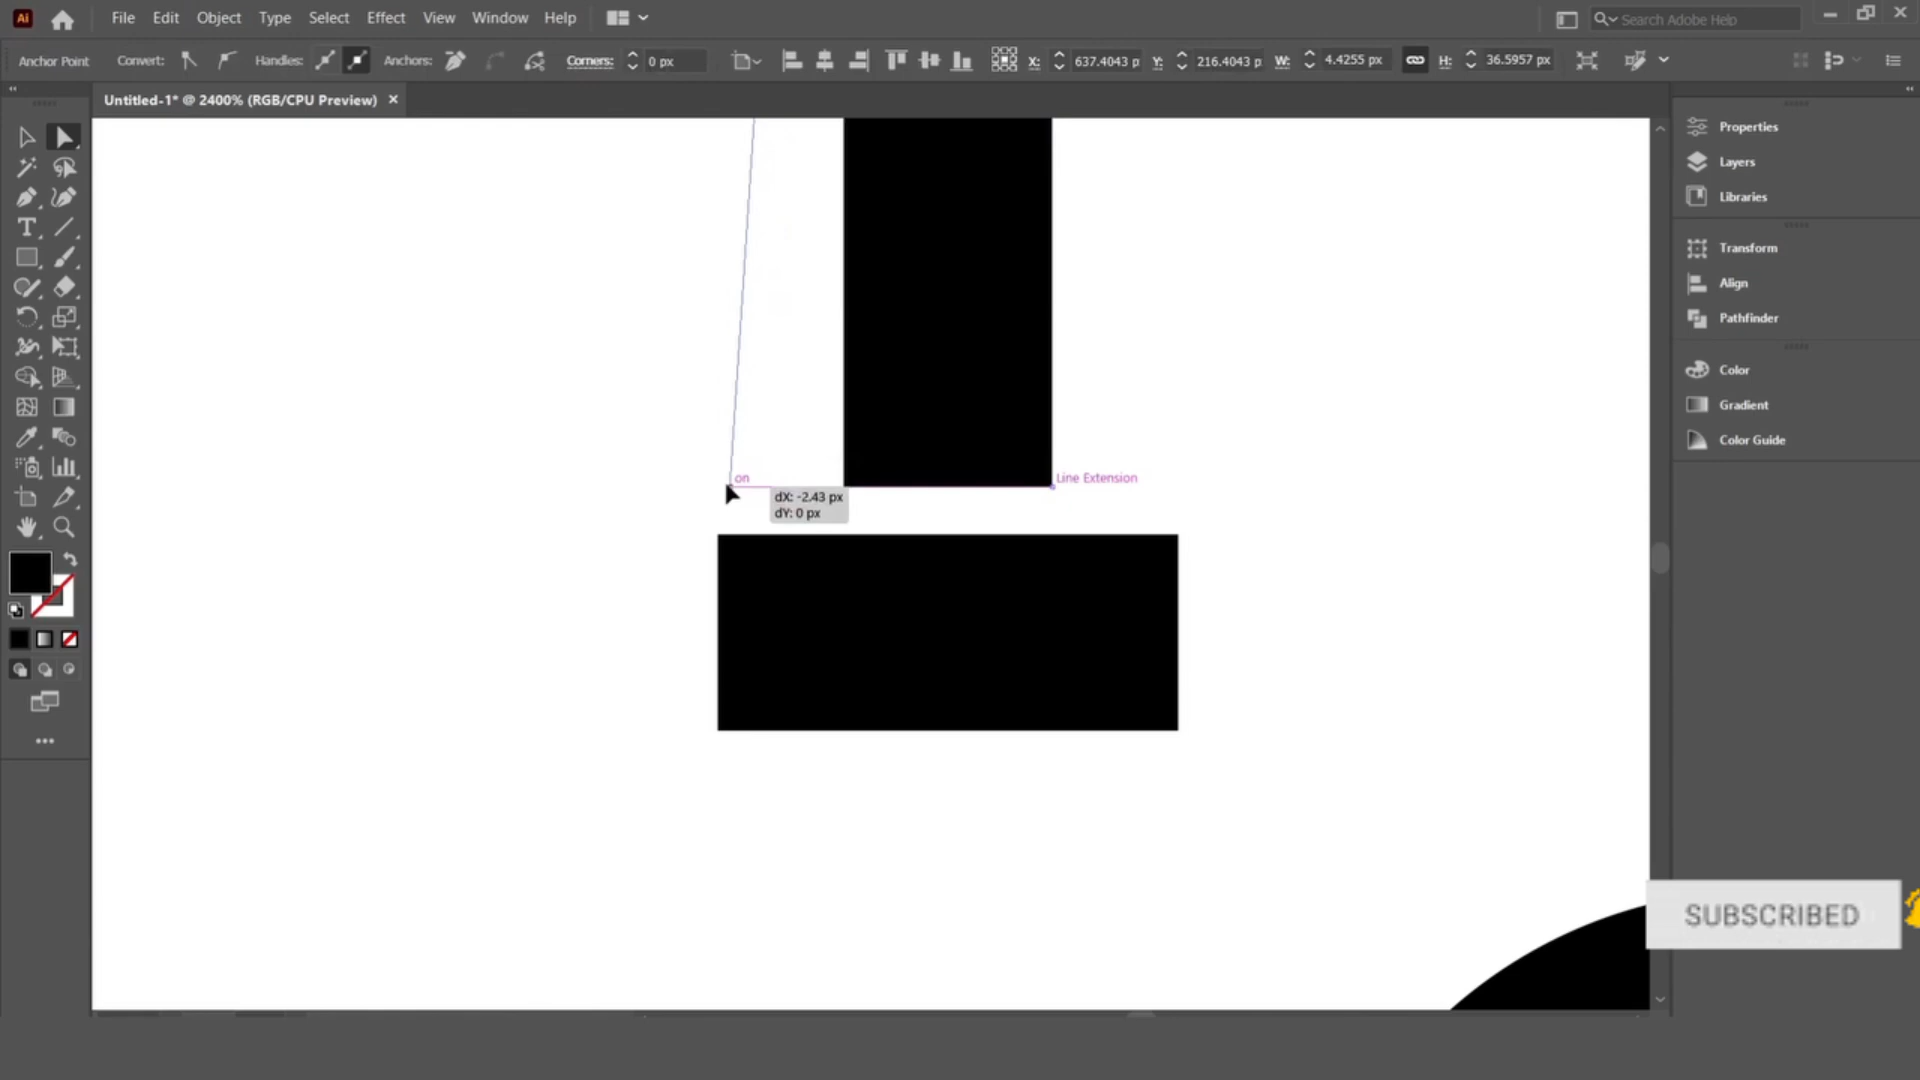 Ai File Edit Object Type Select Effect View Window Help Search Adobe Help
Anchor Point Convert: Handles: Anchors: Corners: 0 px X: 637.4043 p Y: 216.4043 p W: 4.4255 px H: 36.5957 px
Untitled-1* @ 2400% (RGB/CPU Preview) ×
Properties
Layers
Libraries
Transform
Align
Pathfinder
Color
Gradient
Color Guide
on
Line Extension
dX: -2.43 px
dY: 0 px
SUBSCRIBED